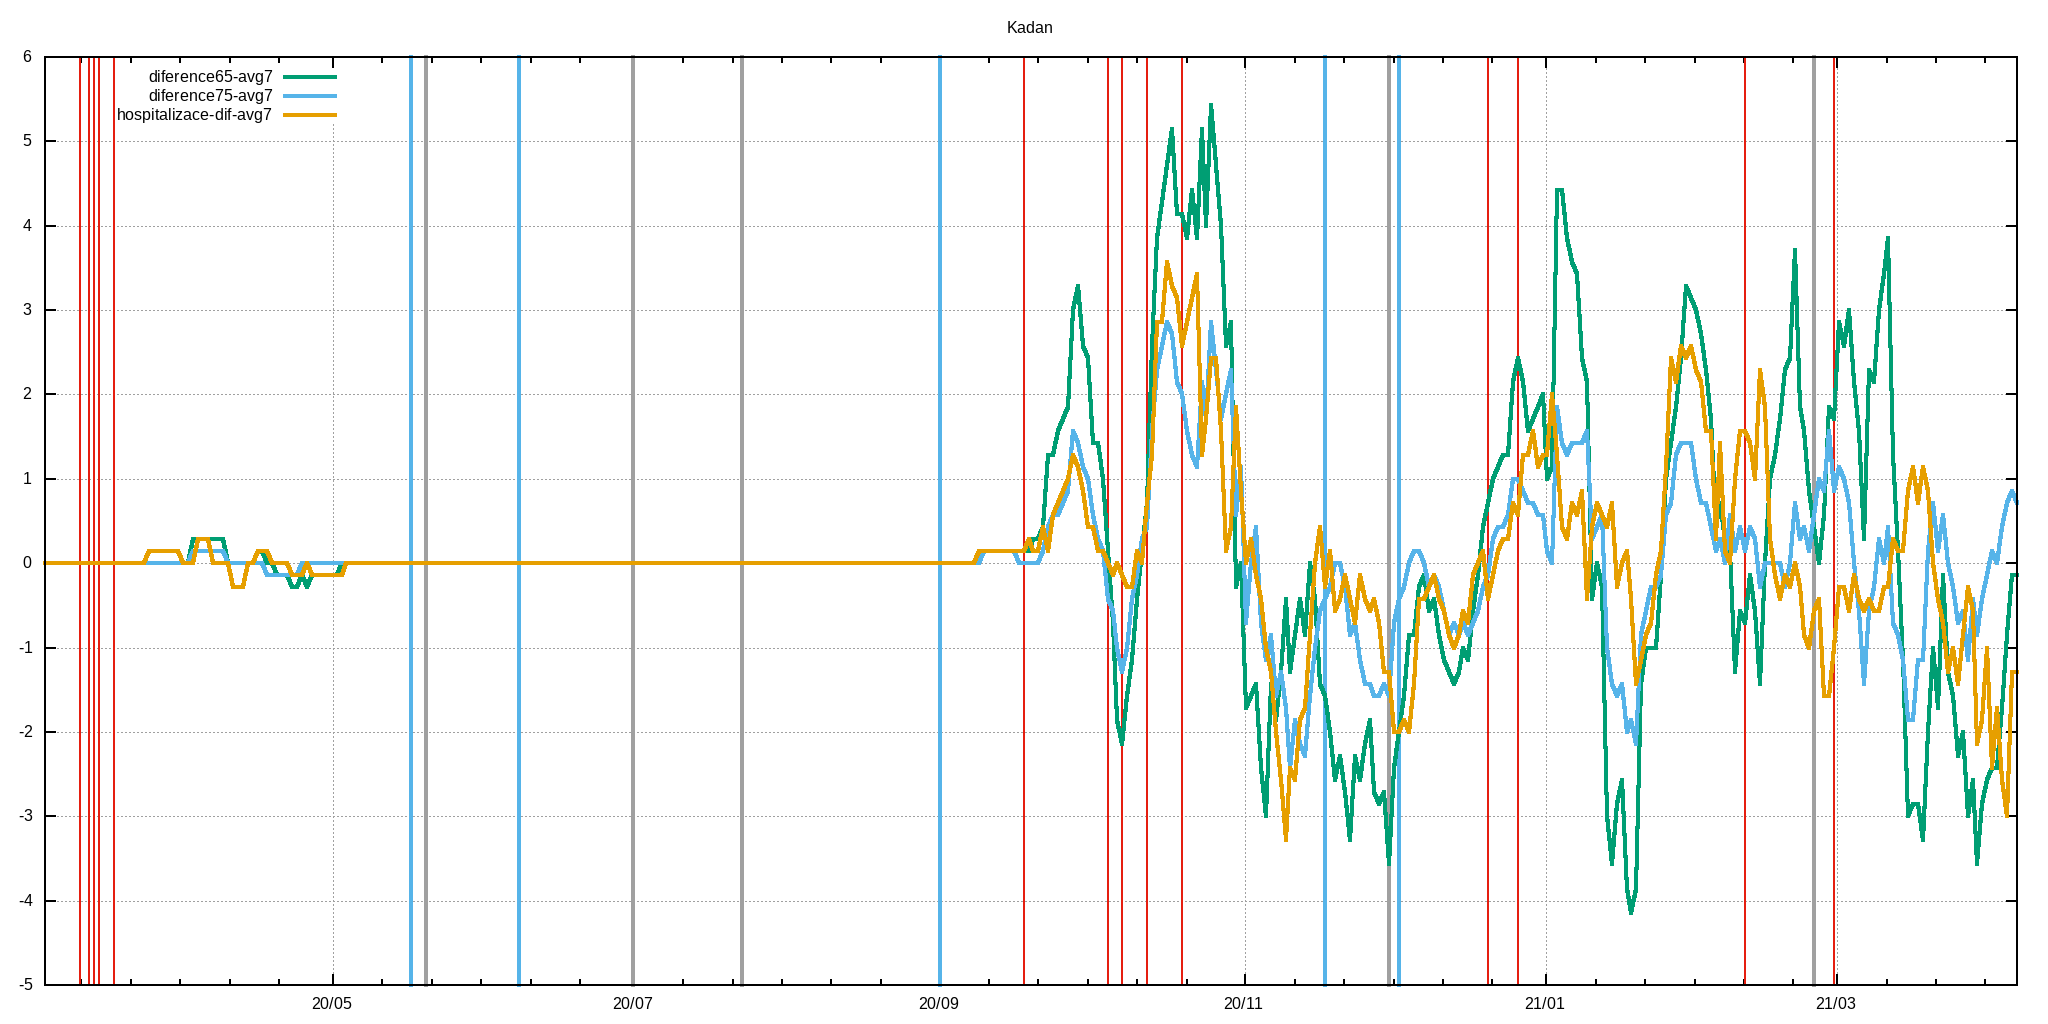 Kadan
diference65-avg7
diference75-avg7
hospitalizace-dif-avg7
6
5
4
3
2
1
0
-1
-2
-3
-4
-5
20/05 20/07 20/09 20/11 21/01 21/03